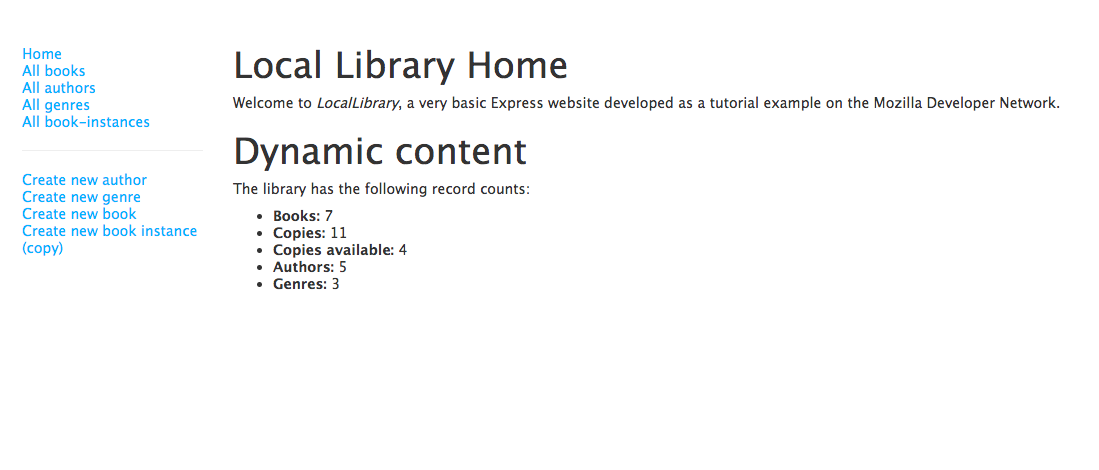 Home
All books
All authors
All genres
All book-instances
Create new author
Create new genre
Create new book
Create new book instance
(copy)
Local Library Home
Welcome to LocalLibrary, a very basic Express website developed as a tutorial example on the Mozilla Developer Network.
Dynamic content
The library has the following record counts:
• Books: 7
• Copies: 11
• Copies available: 4
• Authors: 5
• Genres: 3